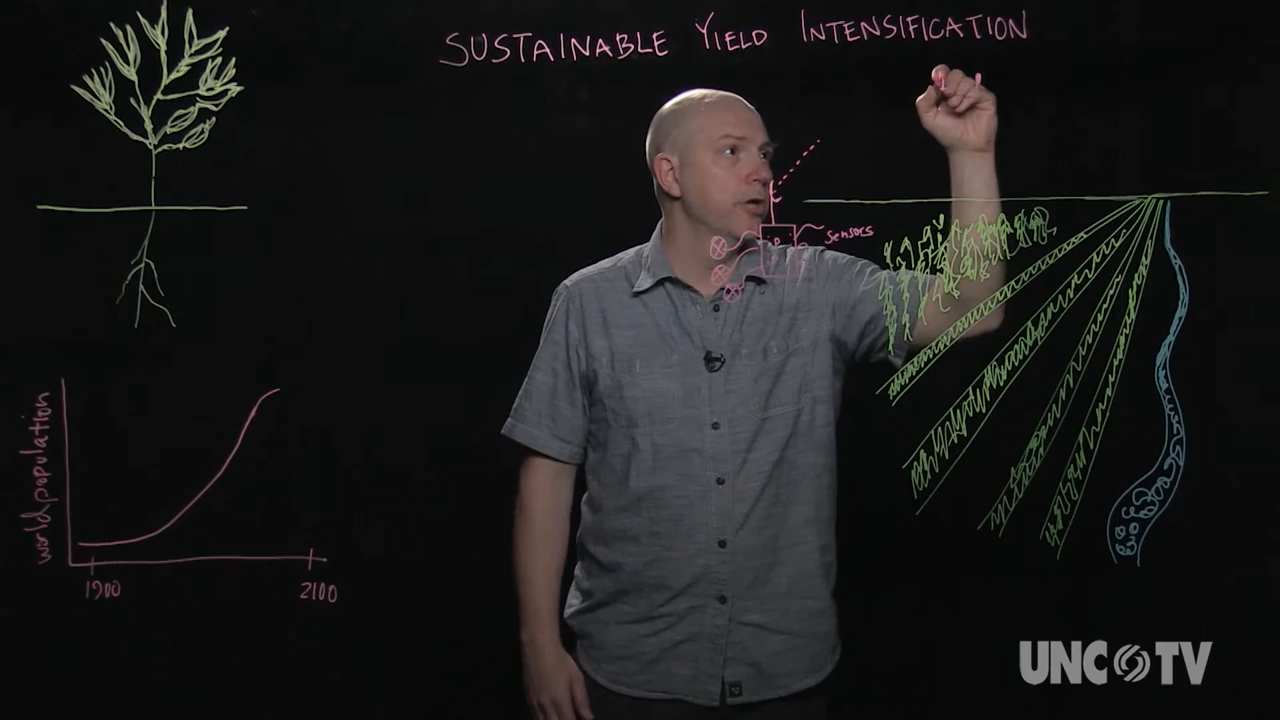 SUSTAINABLE YIELD INTENSIFICATION
sensors
world population
1900
2100
UNC TV